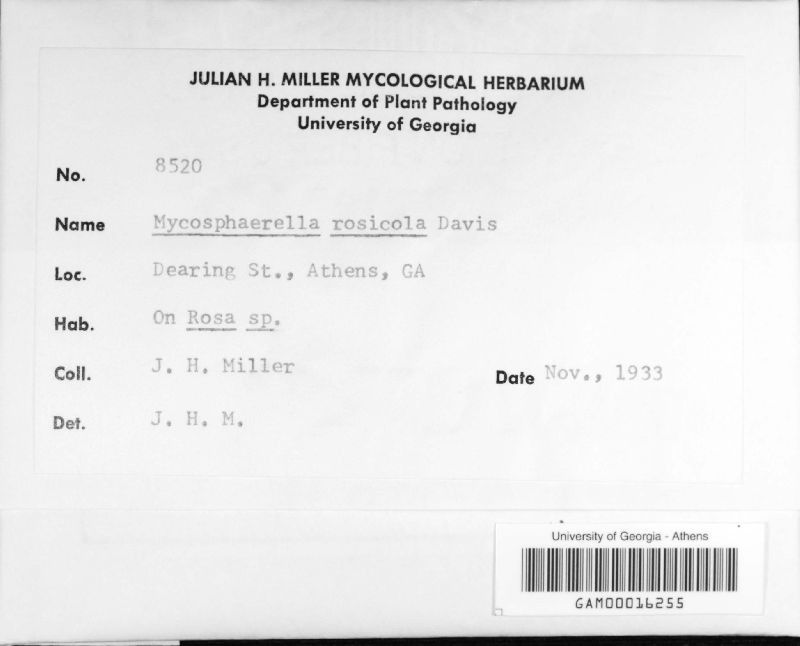 JULIAN H. MILLER MYCOLOGICAL HERBARIUM
Department of Plant Pathology
University of Georgia
No. 8520
Name Mycosphaerella rosicola Davis
Loc. Dearing St., Athens, GA
Hab. On Rosa sp.
Coll. J. H. Miller Date Nov., 1933
Det. J. H. M.
University of Georgia - Athens
GAM00016255